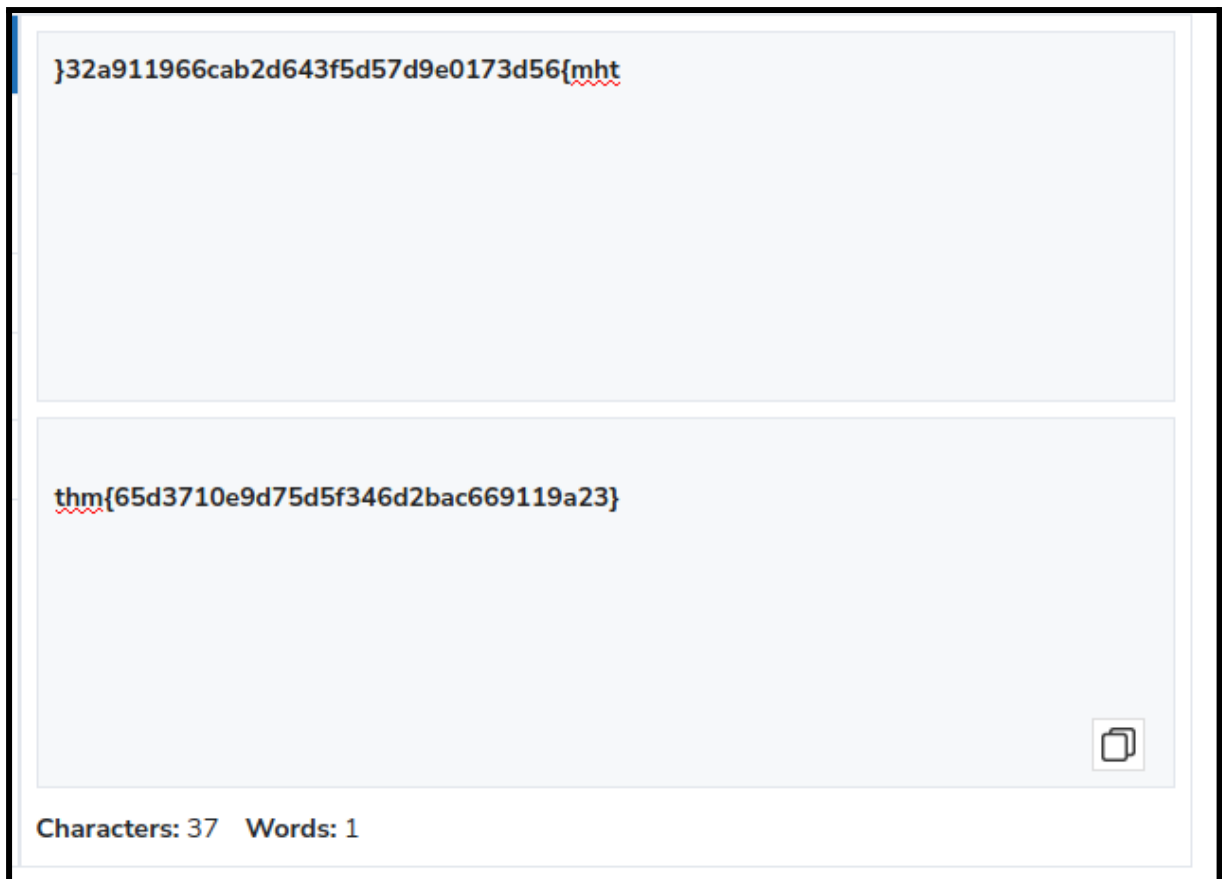 }32a911966cab2d643f5d57d9e0173d56{mht
thm{65d3710e9d75d5f346d2bac669119a23}
Characters: 37 Words: 1